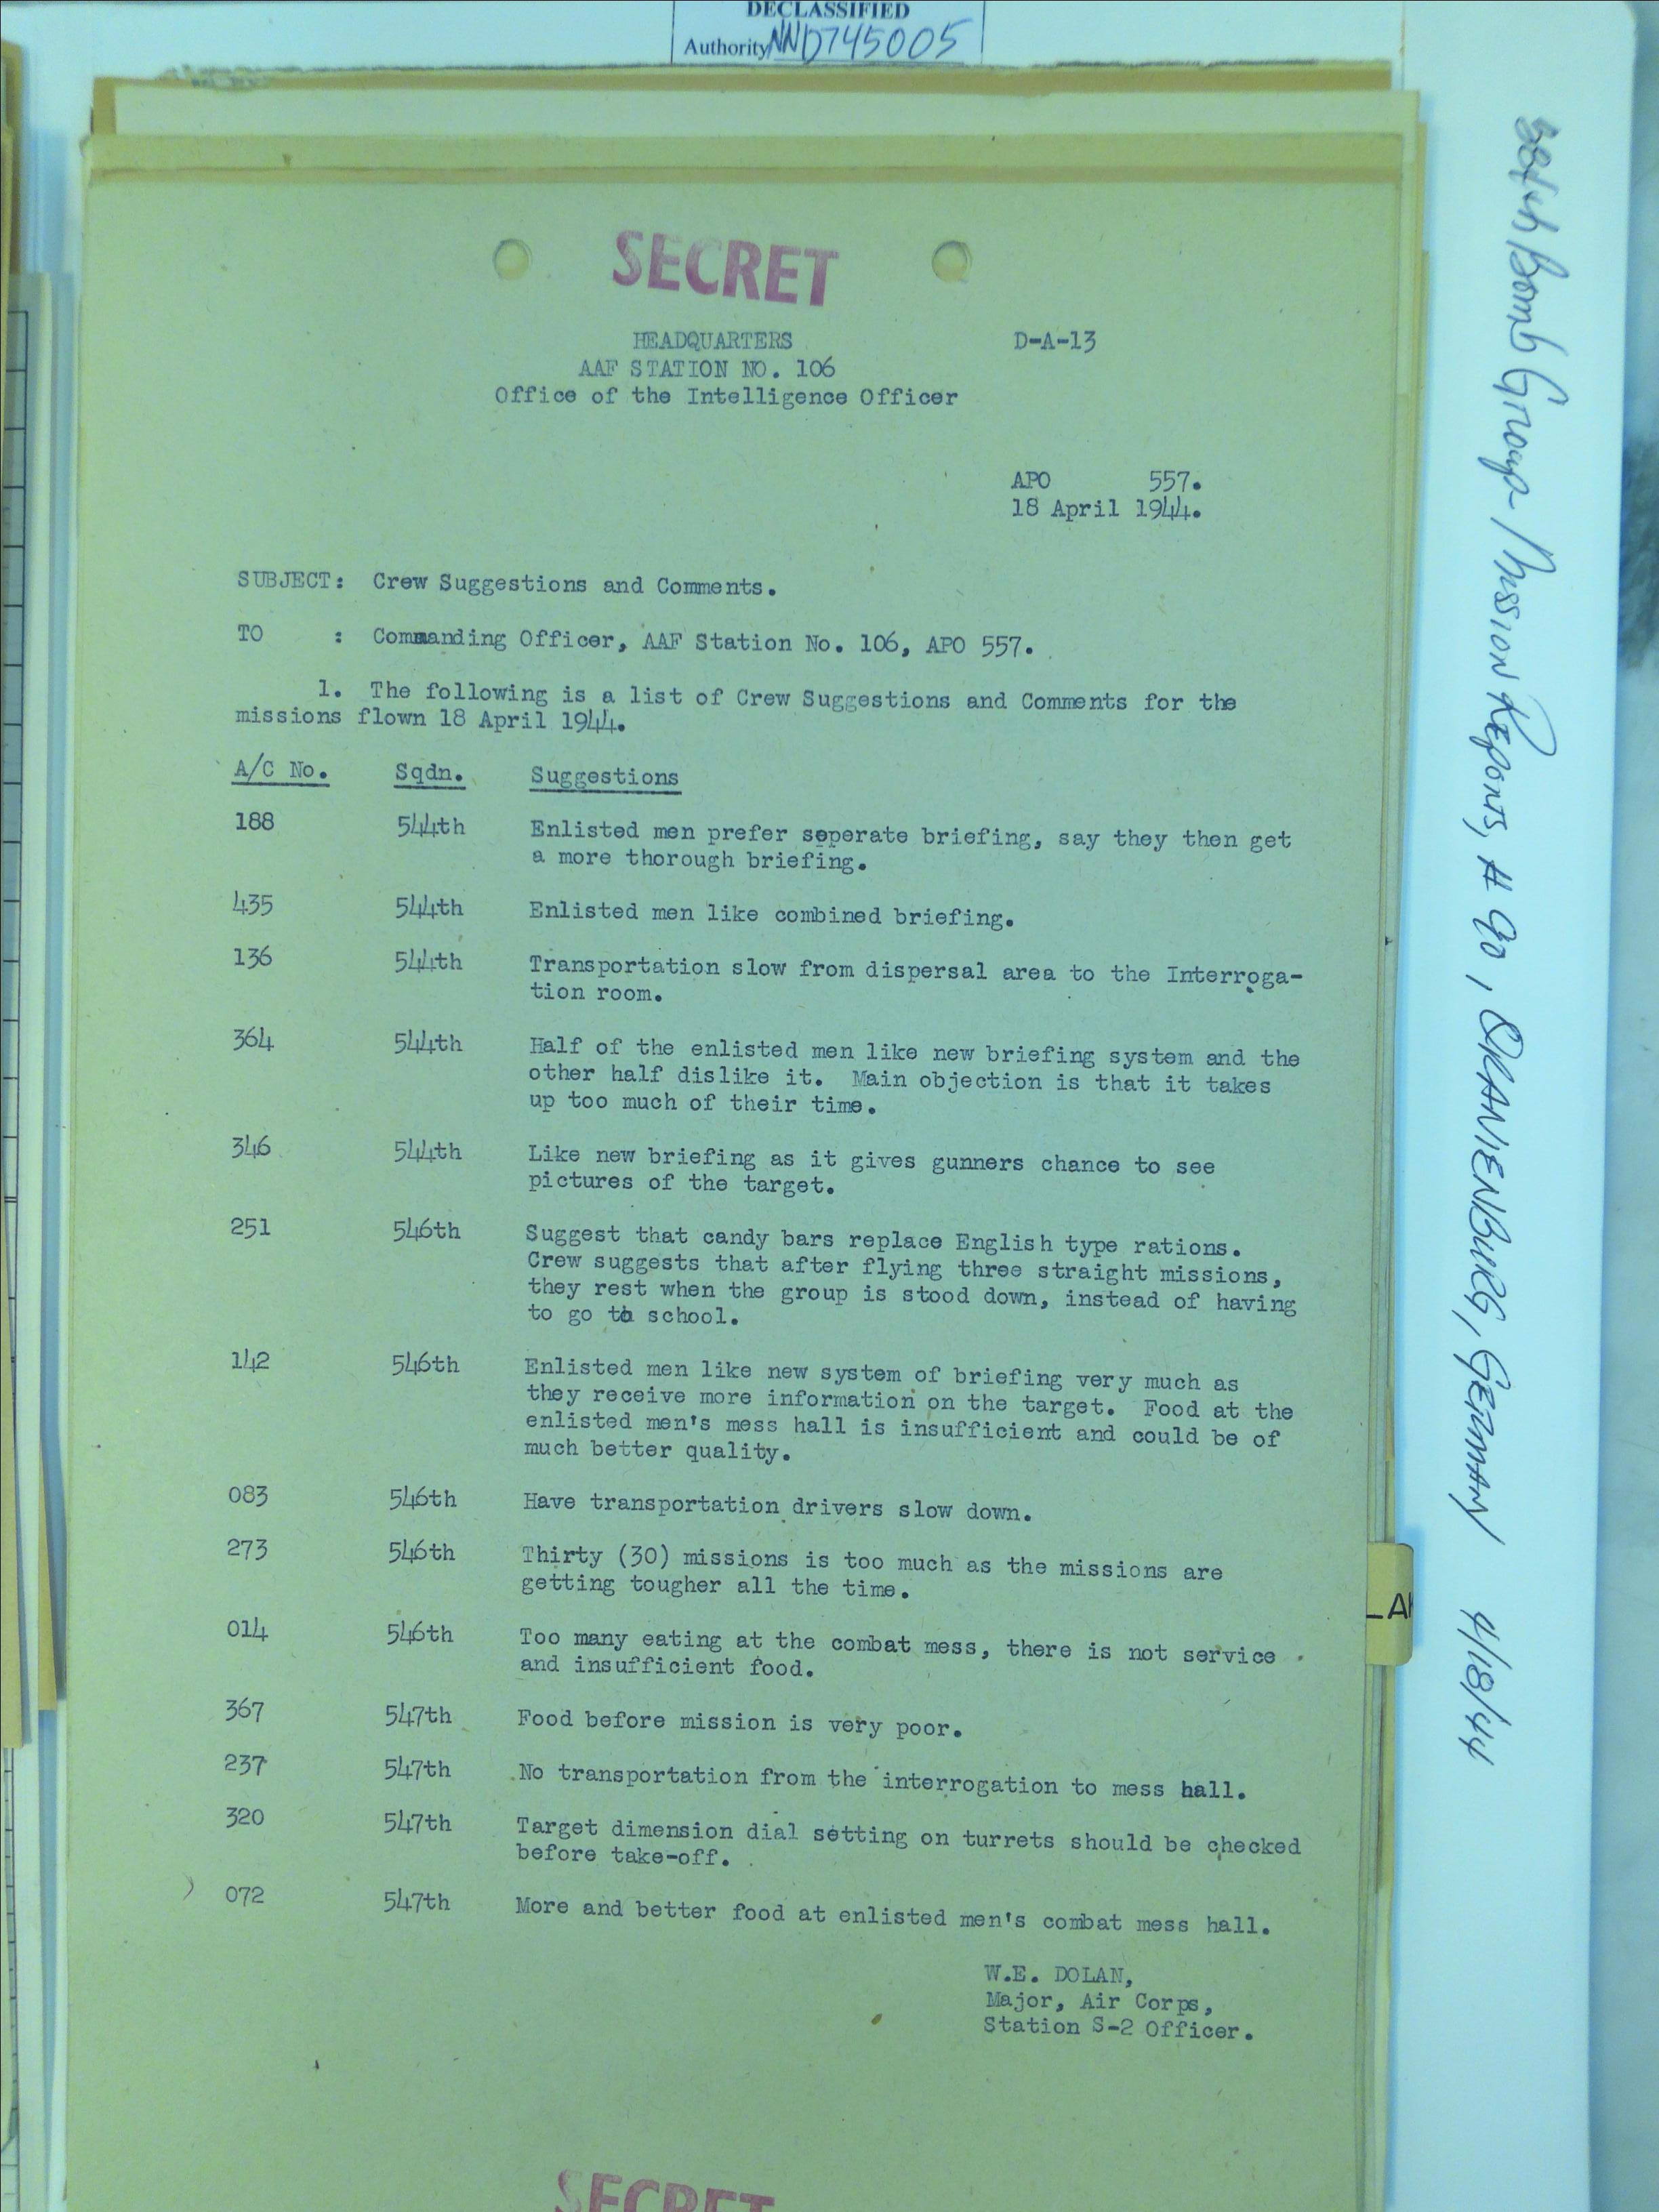 DECLASSIFIED
Authority NND745005
SECRET
HEADQUARTERS D-A-13
AAF STATION NO. 106
Office of the Intelligence Officer
APO 557.
18 April 1944.
SUBJECT: Crew Suggestions and Comments.
TO : Commanding Officer, AAF Station No. 106, APO 557.
1. The following is a list of Crew Suggestions and Comments for the
missions flown 18 April 1944.
A/C No. Sqdn. Suggestions
188 544th Enlisted men prefer seperate briefing, say they then get
a more thorough briefing.
435 544th Enlisted men like combined briefing.
136 544th Transportation slow from dispersal area to the Interroga-
tion room.
364 544th Half of the enlisted men like new briefing system and the
other half dislike it. Main objection is that it takes
up too much of their time.
346 544th Like new briefing as it gives gunners chance to see
pictures of the target.
251 546th Suggest that candy bars replace English type rations.
Crew suggests that after flying three straight missions,
they rest when the group is stood down, instead of having
to go to school.
142 546th Enlisted men like new system of briefing very much as
they receive more information on the target. Food at the
enlisted men's mess hall is insufficient and could be of
much better quality.
083 546th Have transportation drivers slow down.
273 546th Thirty (30) missions is too much as the missions are
getting tougher all the time.
014 546th Too many eating at the combat mess, there is not service
and insufficient food.
367 547th Food before mission is very poor.
237 547th No transportation from the interrogation to mess hall.
320 547th Target dimension dial setting on turrets should be checked
before take-off.
072 547th More and better food at enlisted men's combat mess hall.
W.E. DOLAN,
Major, Air Corps,
Station S-2 Officer.
SECRET
384th Bomb Group / Mission Reports, # 90, ORANIENBURG, GERMANY 4/18/44